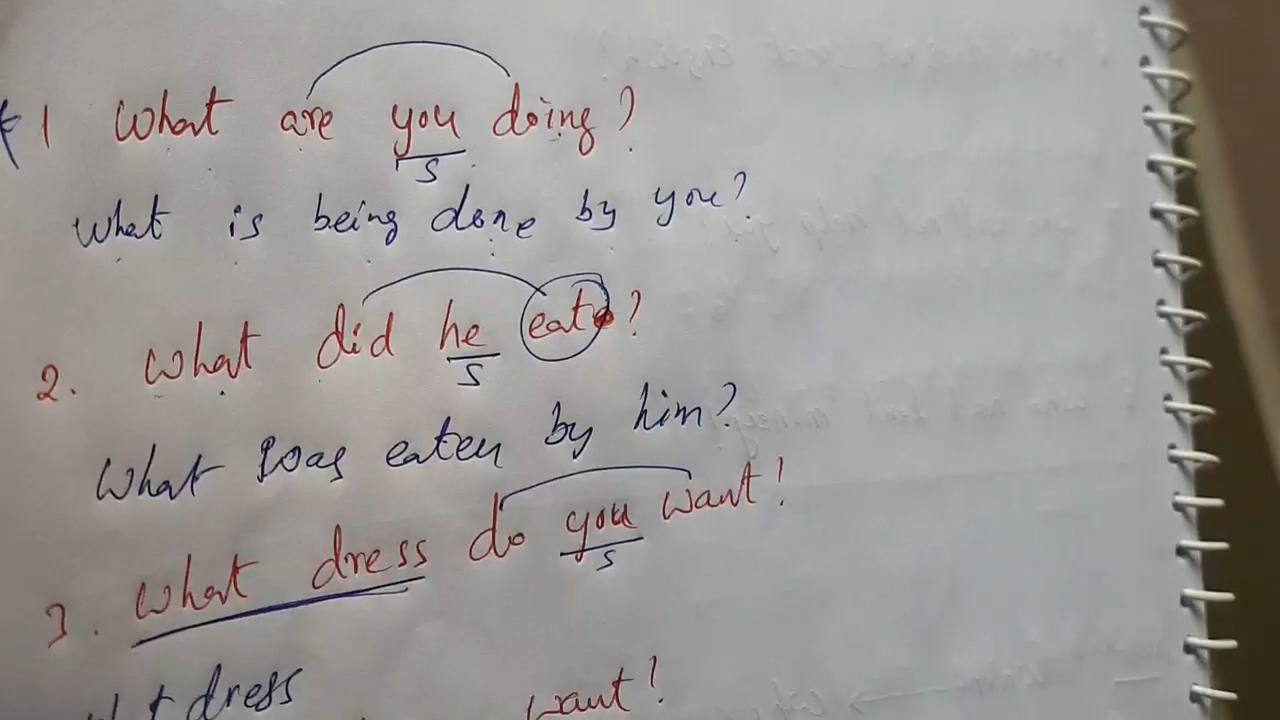 1 What are you doing?
S
What is being done by you?
2. What did he eat?
S
What was eaten by him?
3. What dress do you want!
S
dress
want!